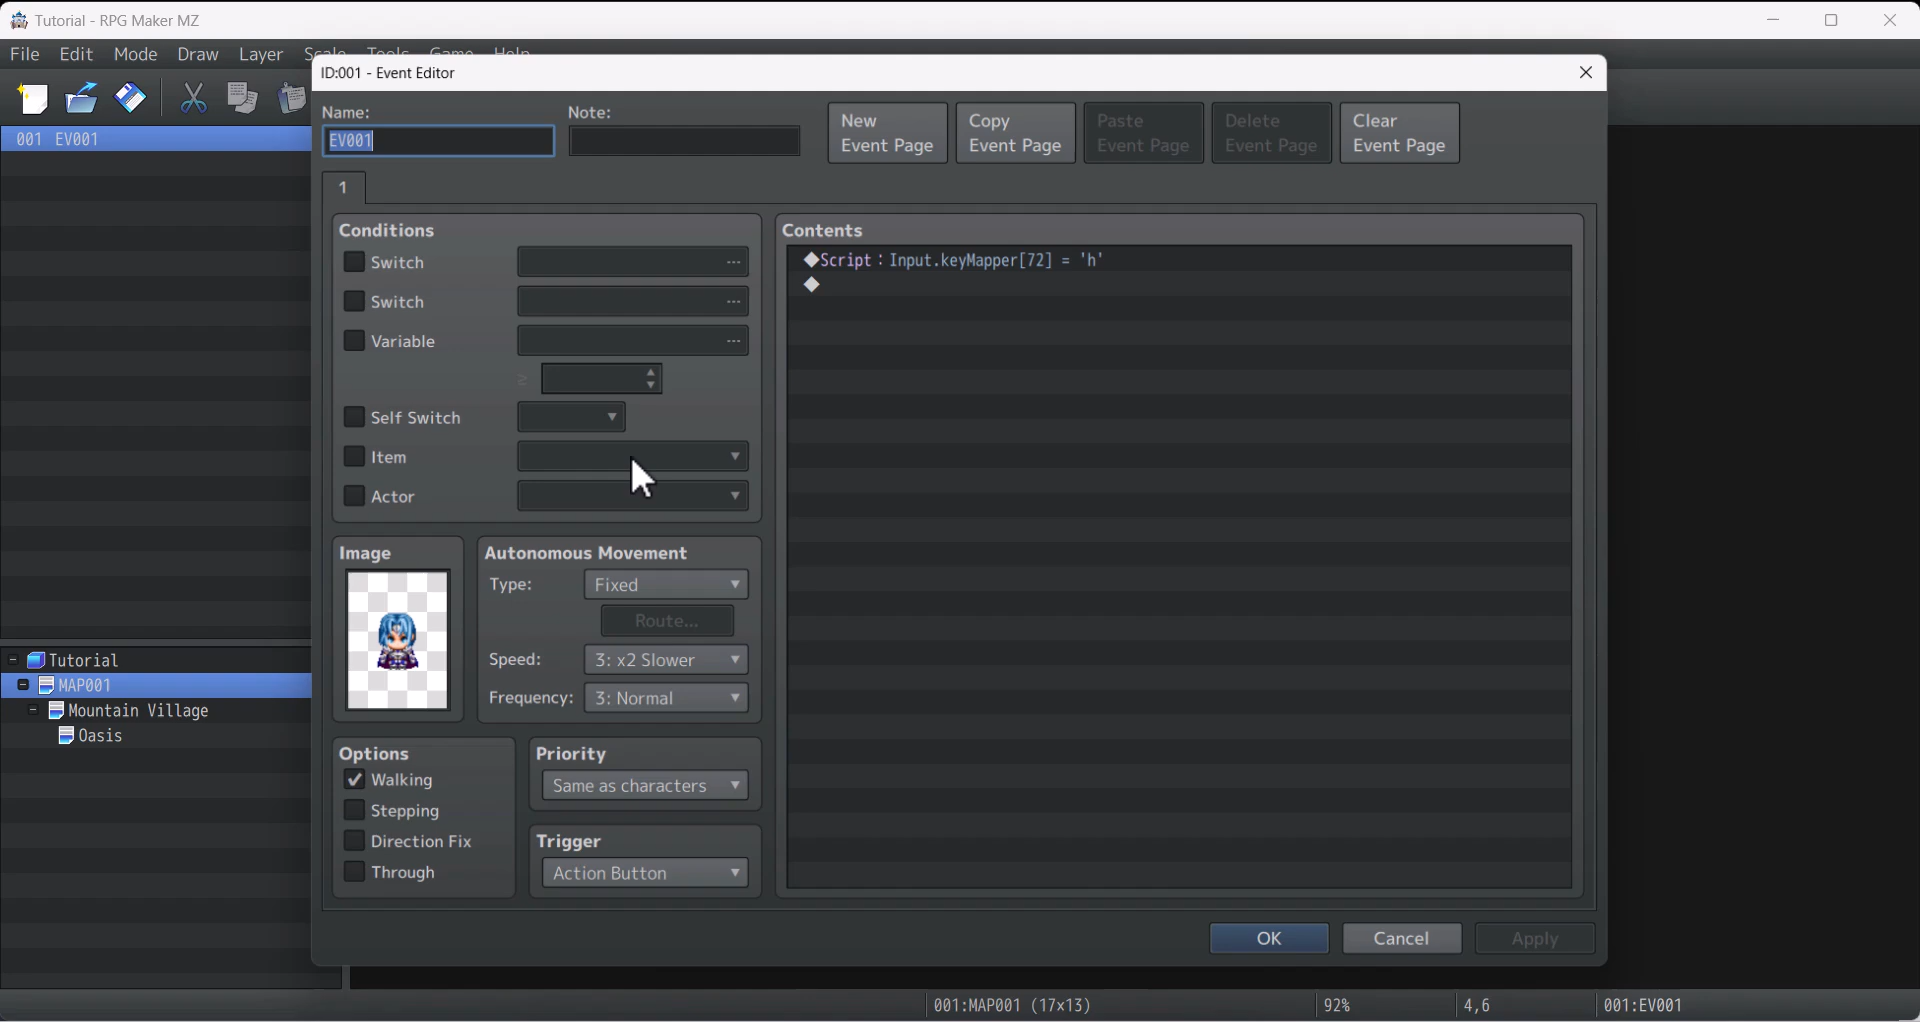 Tutorial - RPG Maker MZ
File Edit Mode Draw Layer Scale Tools Game Help
ID:001 - Event Editor
Name:
Note:
EV001
New
Event Page
Copy
Event Page
Paste
Event Page
Delete
Event Page
Clear
Event Page
001 EV001
1
Conditions
Switch ...
Switch ...
Variable ...
≥
Self Switch
Item
Actor
Contents
◆Script：Input.keyMapper[72] = 'h'
◆
Image
Autonomous Movement
Type: Fixed
Route...
Speed: 3: x2 Slower
Frequency: 3: Normal
Options
Walking
Stepping
Direction Fix
Through
Priority
Same as characters
Trigger
Action Button
Tutorial
MAP001
Mountain Village
Oasis
OK Cancel Apply
001:MAP001 (17x13) 92% 4,6 001:EV001